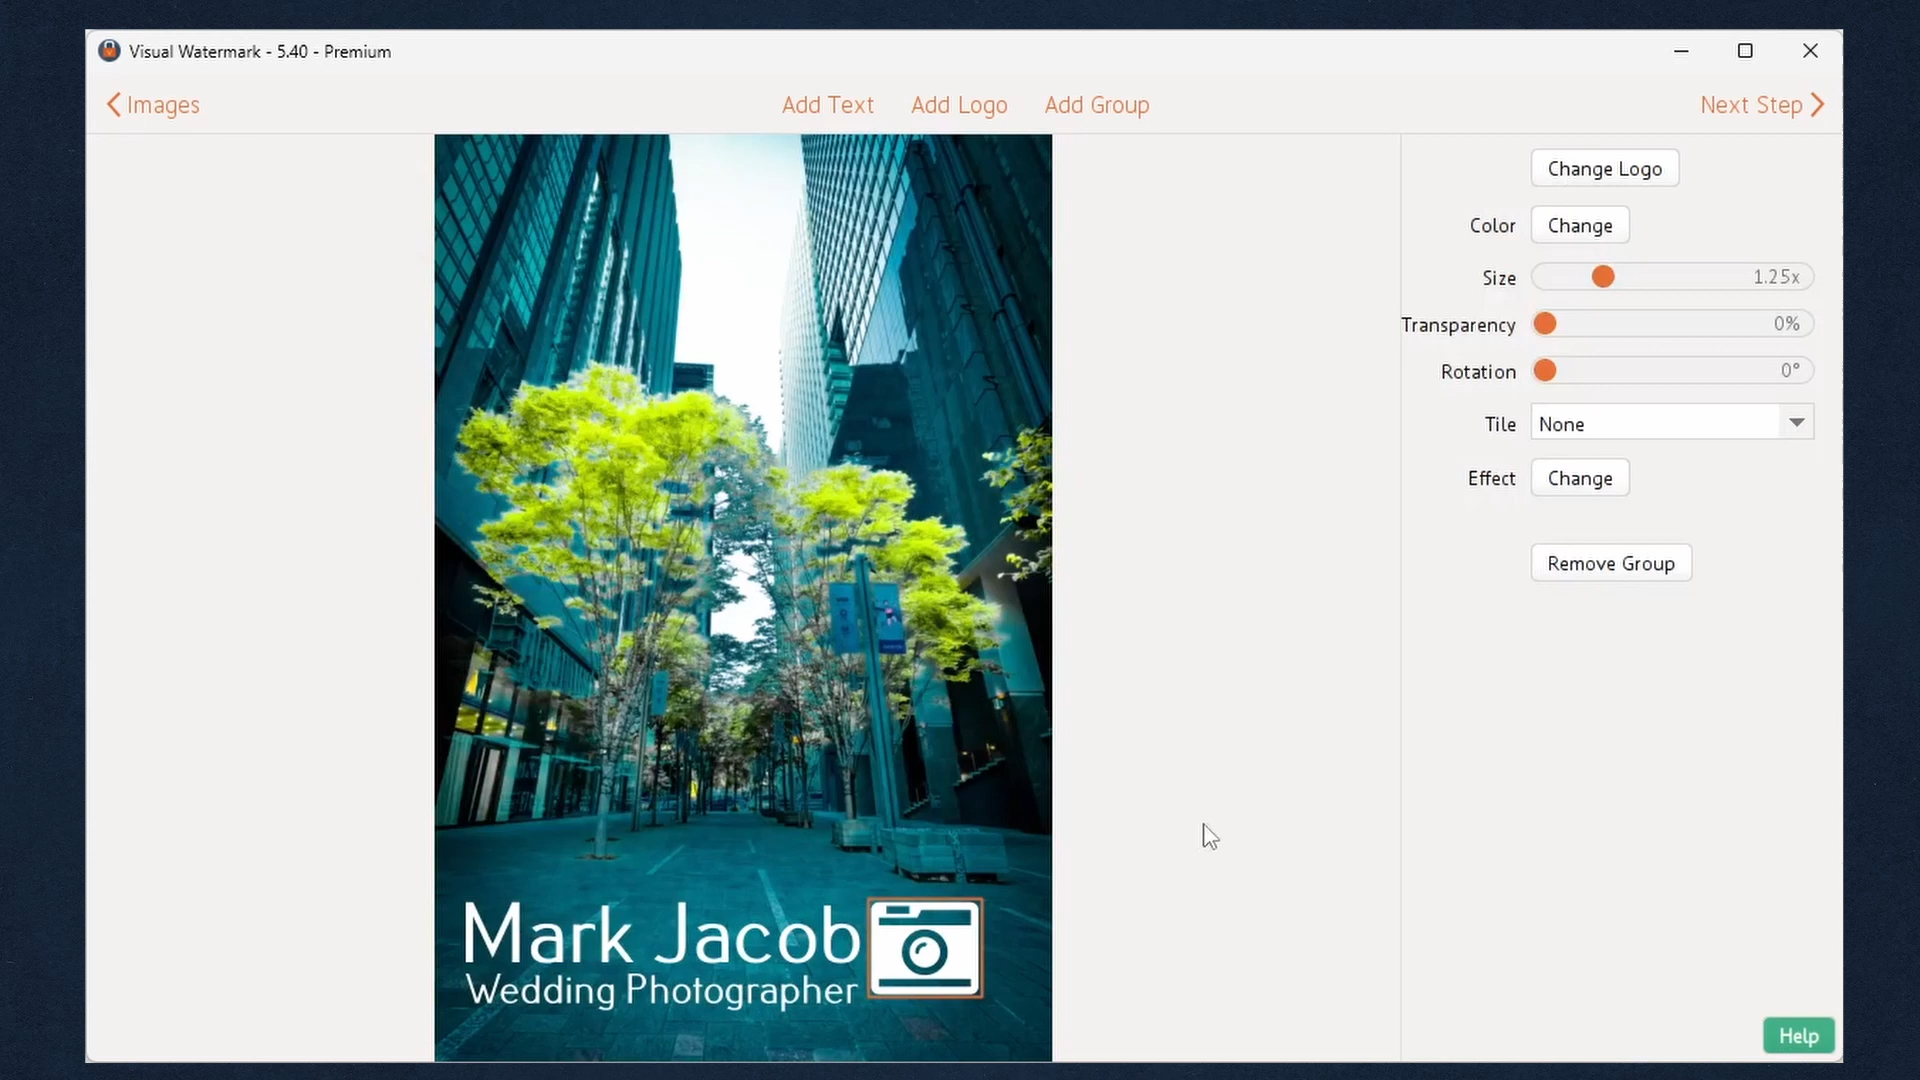 Visual Watermark - 5.40 - Premium
Images
Add Text
Add Logo
Add Group
Next Step
Change Logo
Color
Change
Size
1.25x
Transparency
0%
Rotation
0°
Tile
None
Effect
Change
Remove Group
Mark Jacob
Wedding Photographer
Help